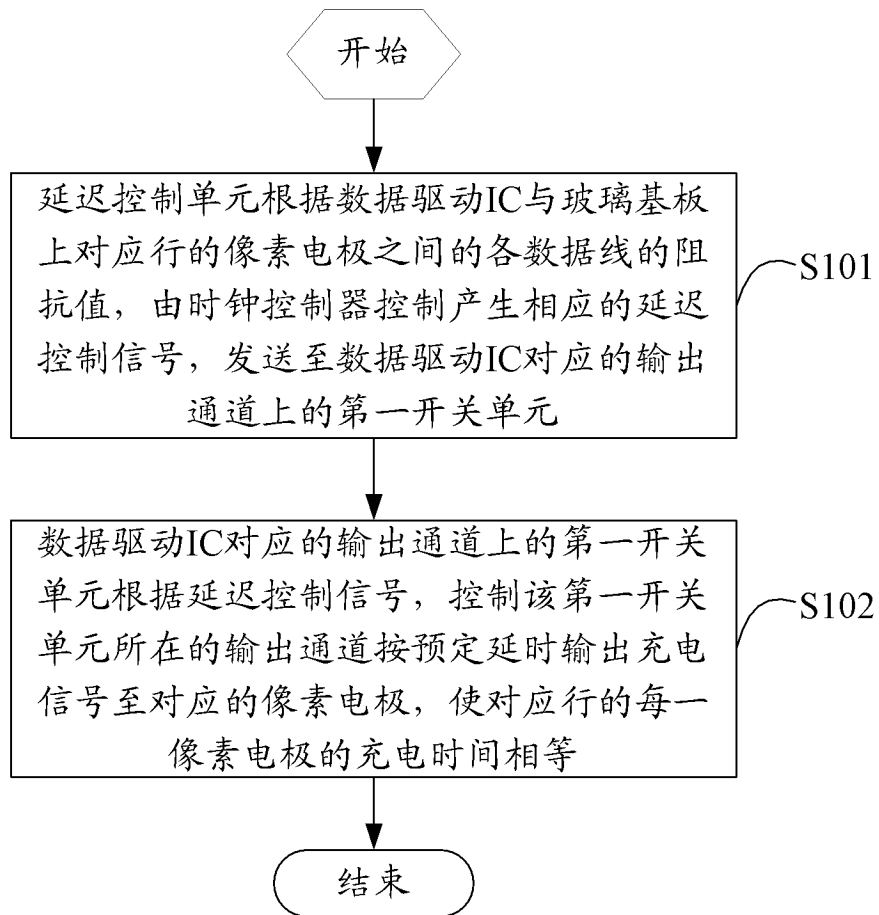 开始
延迟控制单元根据数据驱动IC与玻璃基板
上对应行的像素电极之间的各数据线的阻
抗值，由时钟控制器控制产生相应的延迟
控制信号，发送至数据驱动IC对应的输出
通道上的第一开关单元
S101
数据驱动IC对应的输出通道上的第一开关
单元根据延迟控制信号，控制该第一开关
单元所在的输出通道按预定延时输出充电
信号至对应的像素电极，使对应行的每一
像素电极的充电时间相等
S102
结束